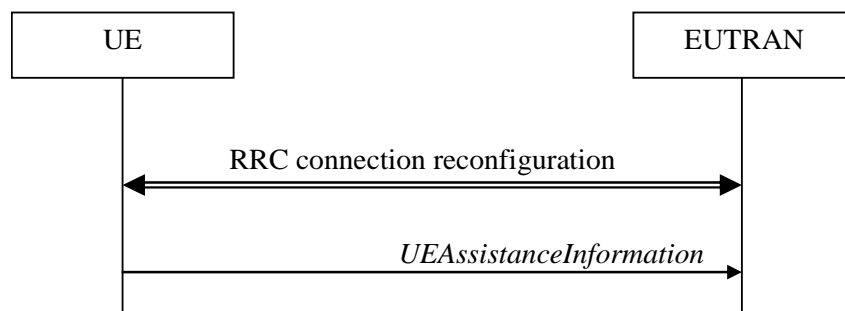 UE
EUTRAN
RRC connection reconfiguration
UEAssistanceInformation